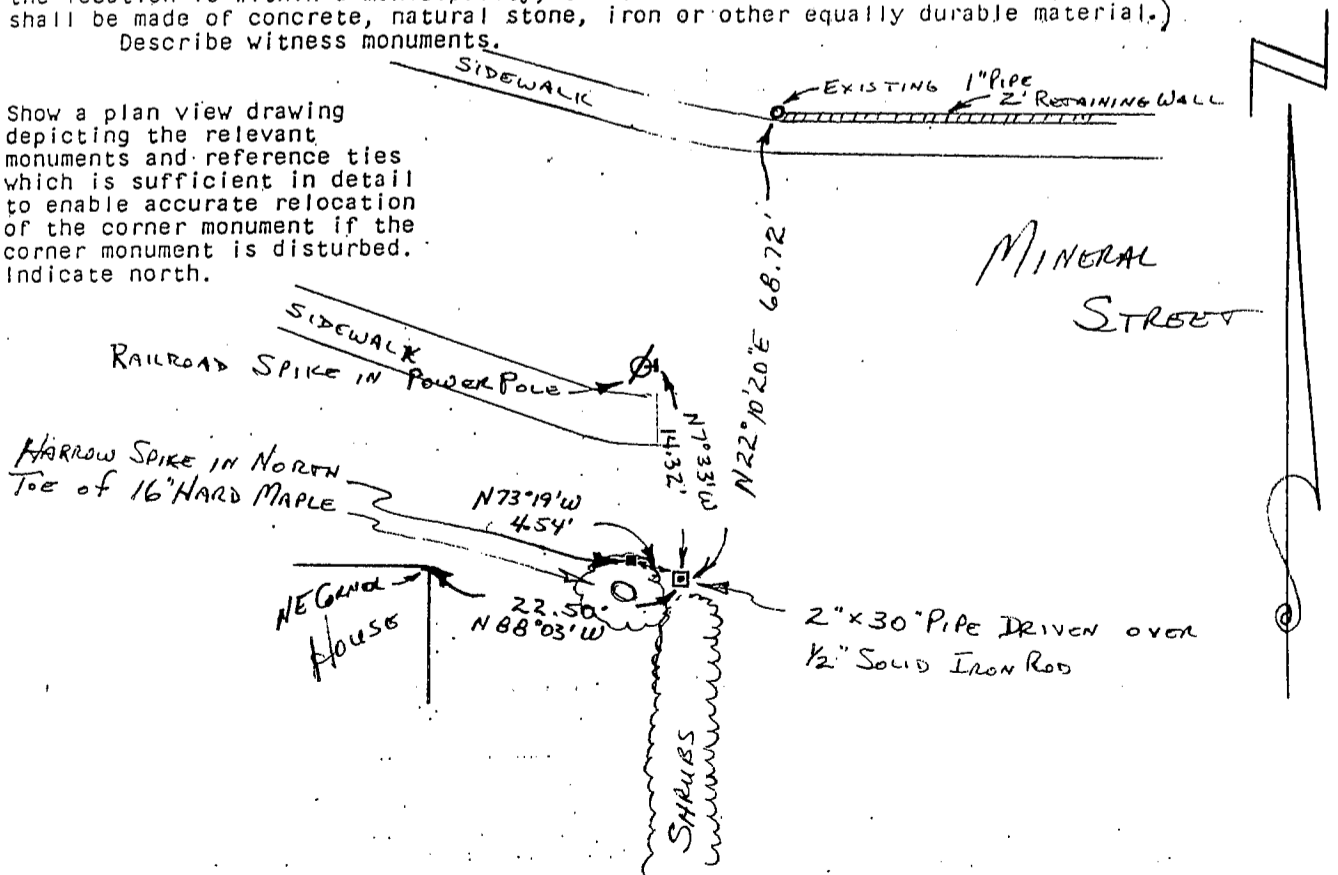 shall be made of concrete, natural stone, iron or other equally durable material.)
Describe witness monuments.
SIDEWALK
EXISTING 1" PIPE
2' RETAINING WALL
Show a plan view drawing
depicting the relevant
monuments and reference ties
which is sufficient in detail
to enable accurate relocation
of the corner monument if the
corner monument is disturbed.
Indicate north.
MINERAL
STREET
N22°10'20"E 68.72'
SIDEWALK
RAILROAD SPIKE IN POWER POLE
N7°33'W
14.32'
HARROW SPIKE IN NORTH
TOE of 16" HARD MAPLE
N73°19'W
4.54'
NE CORNER
HOUSE
22.50'
N88°03'W
2" x 30" PIPE DRIVEN OVER
1/2" SOLID IRON ROD
SHRUBS